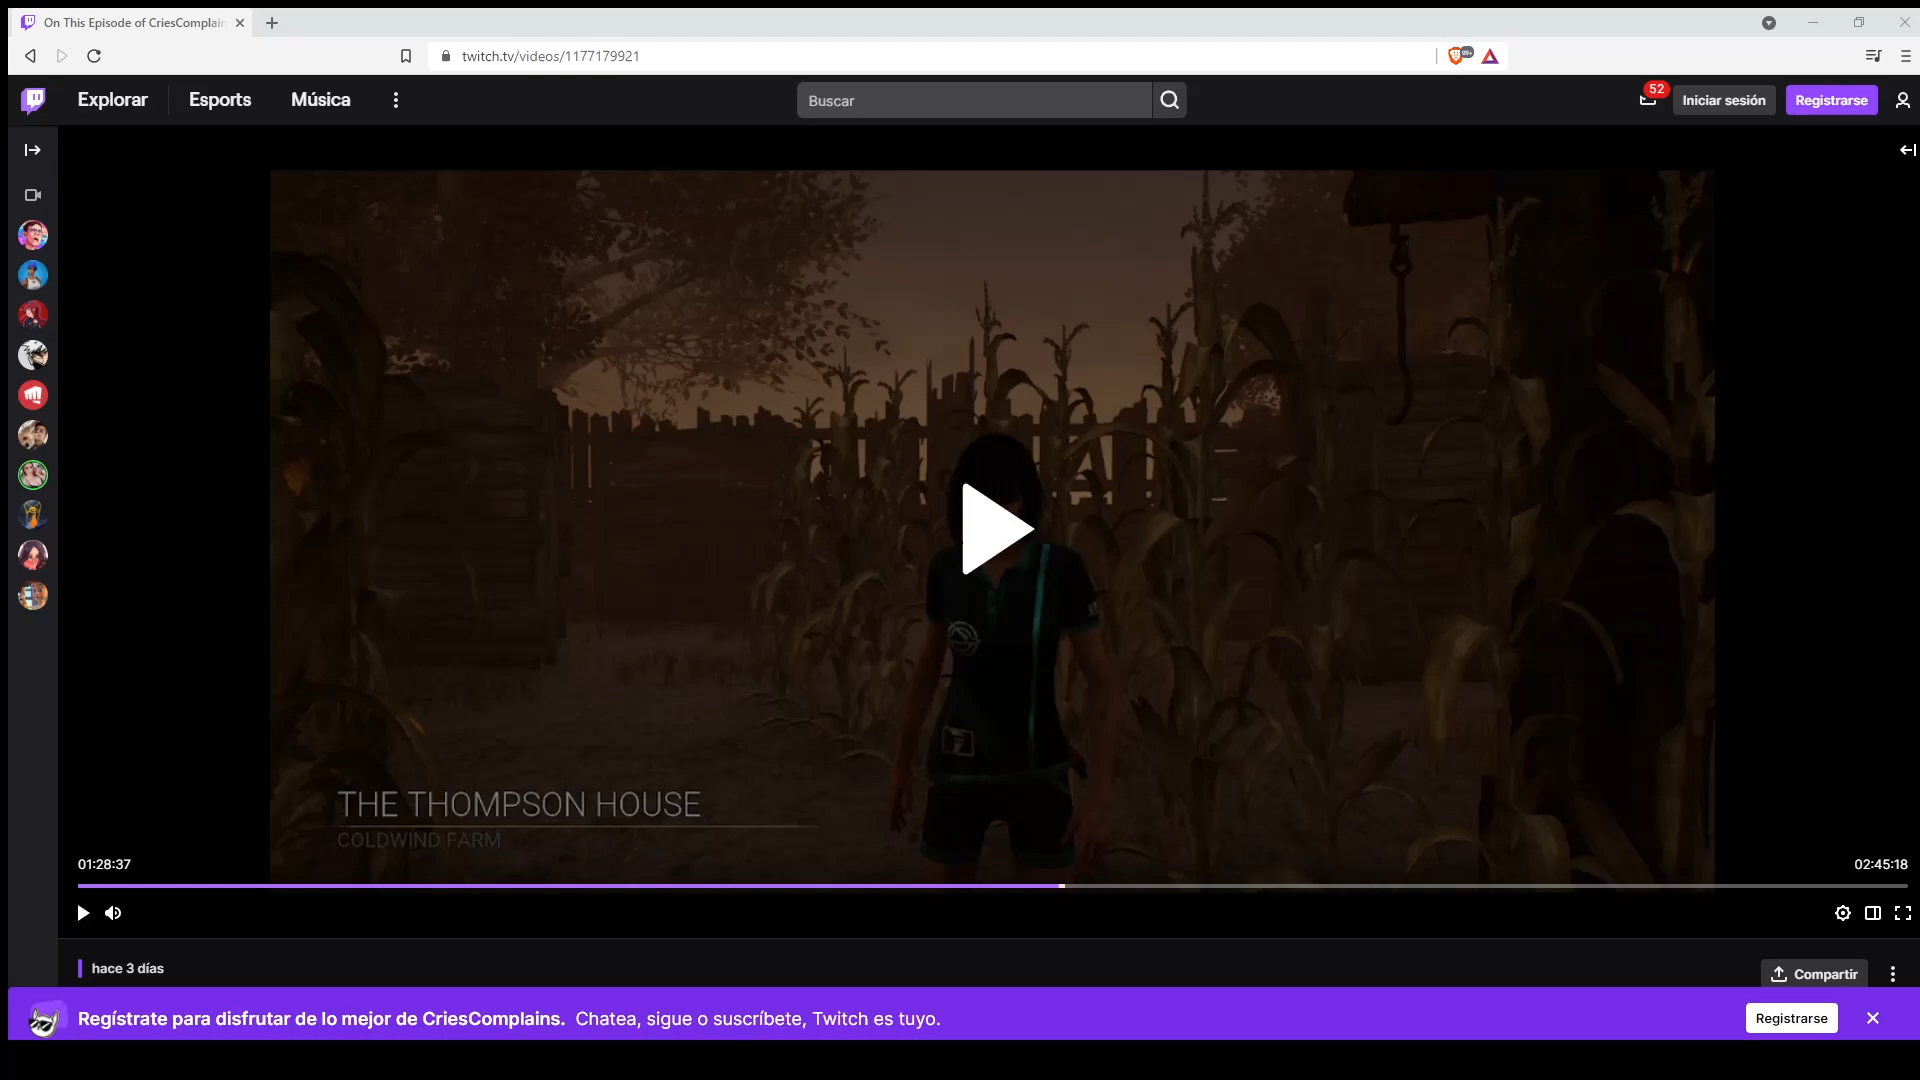 On This Episode of CriesComplain
twitch.tv/videos/1177179921
99+
Explorar
Esports
Música
Buscar
52
Iniciar sesión
Registrarse
THE THOMPSON HOUSE
COLDWIND FARM
01:28:37
02:45:18
hace 3 días
Compartir
Regístrate para disfrutar de lo mejor de CriesComplains. Chatea, sigue o suscríbete, Twitch es tuyo.
Registrarse